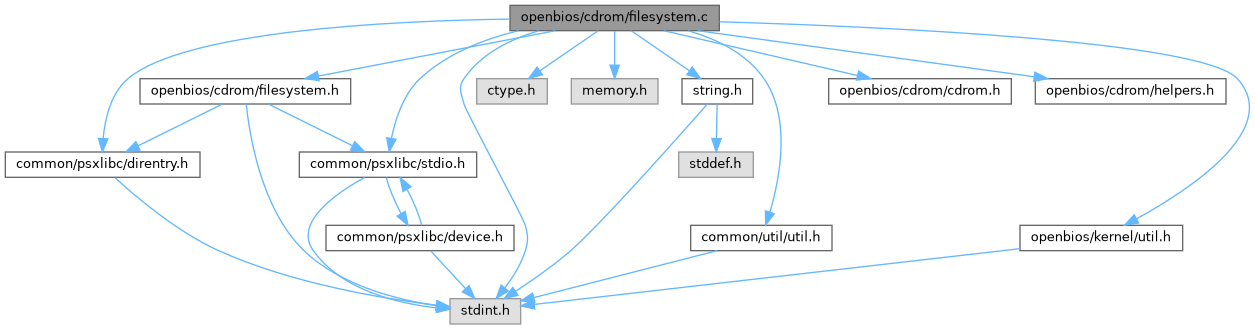 openbios/cdrom/filesystem.c
openbios/cdrom/filesystem.h
ctype.h
memory.h
string.h
openbios/cdrom/cdrom.h
openbios/cdrom/helpers.h
common/psxlibc/direntry.h
common/psxlibc/stdio.h
stddef.h
common/psxlibc/device.h
common/util/util.h
openbios/kernel/util.h
stdint.h